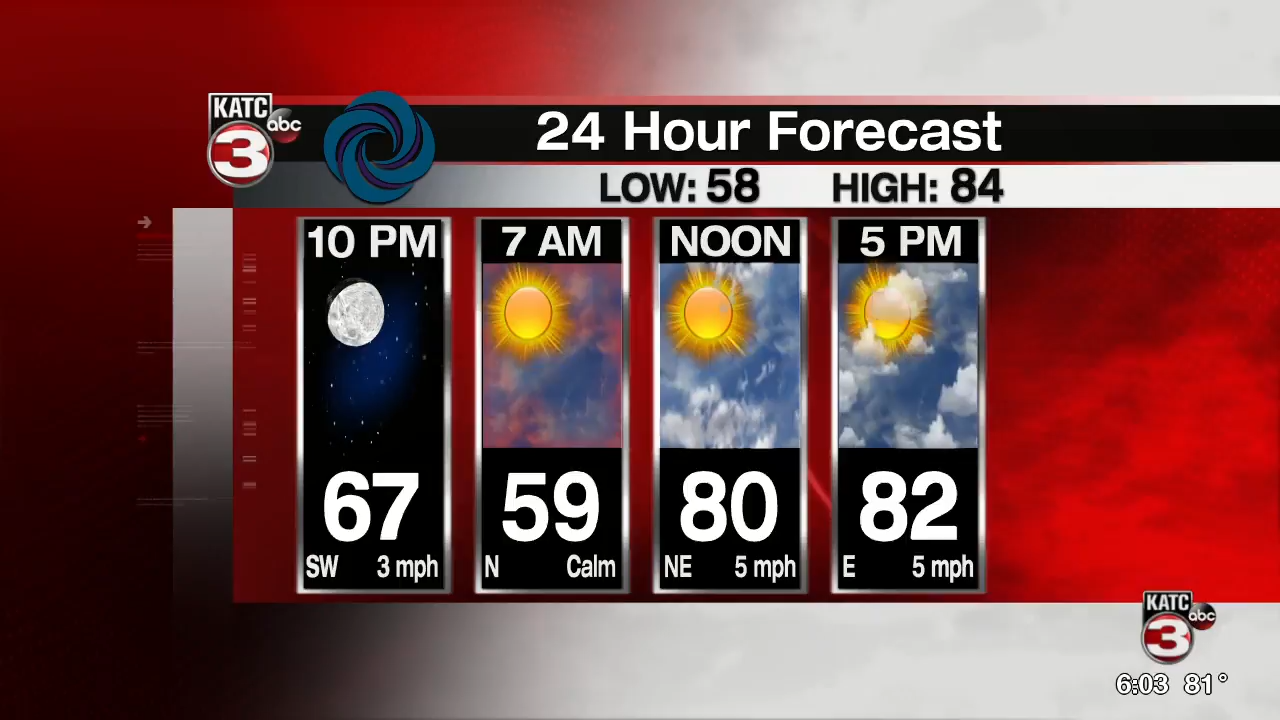 KATC
abc
3
24 Hour Forecast
LOW: 58 HIGH: 84
10 PM 7 AM NOON 5 PM
67 59 80 82
SW 3 mph N Calm NE 5 mph E 5 mph
KATC
abc
3
6:03 81°